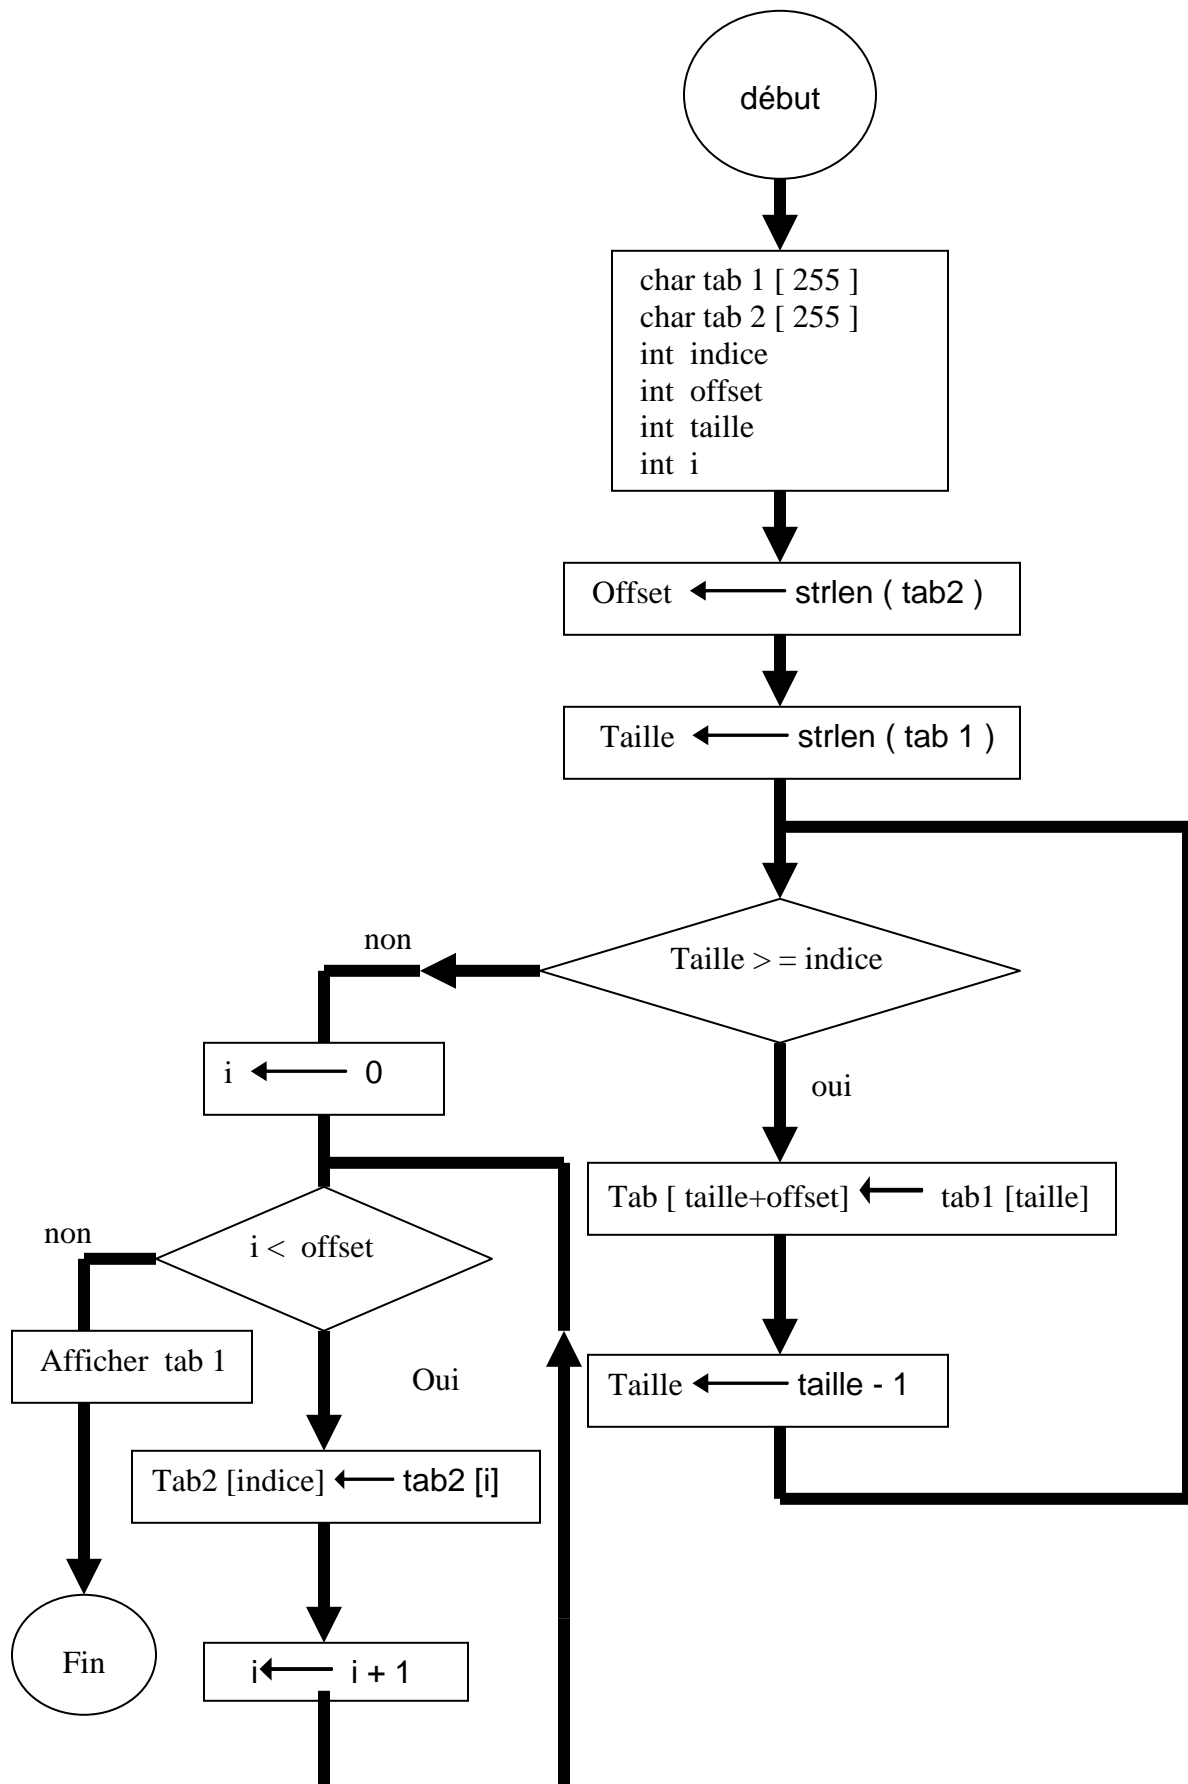 début
char tab 1 [ 255 ]
char tab 2 [ 255 ]
int indice
int offset
int taille
int i
Offset ← strlen ( tab2 )
Taille ← strlen ( tab 1 )
Taille > = indice
non
oui
i ← 0
Tab [ taille+offset] ← tab1 [taille]
i < offset
non
Oui
Afficher tab 1
Taille ← taille - 1
Tab2 [indice] ← tab2 [i]
i ← i + 1
Fin